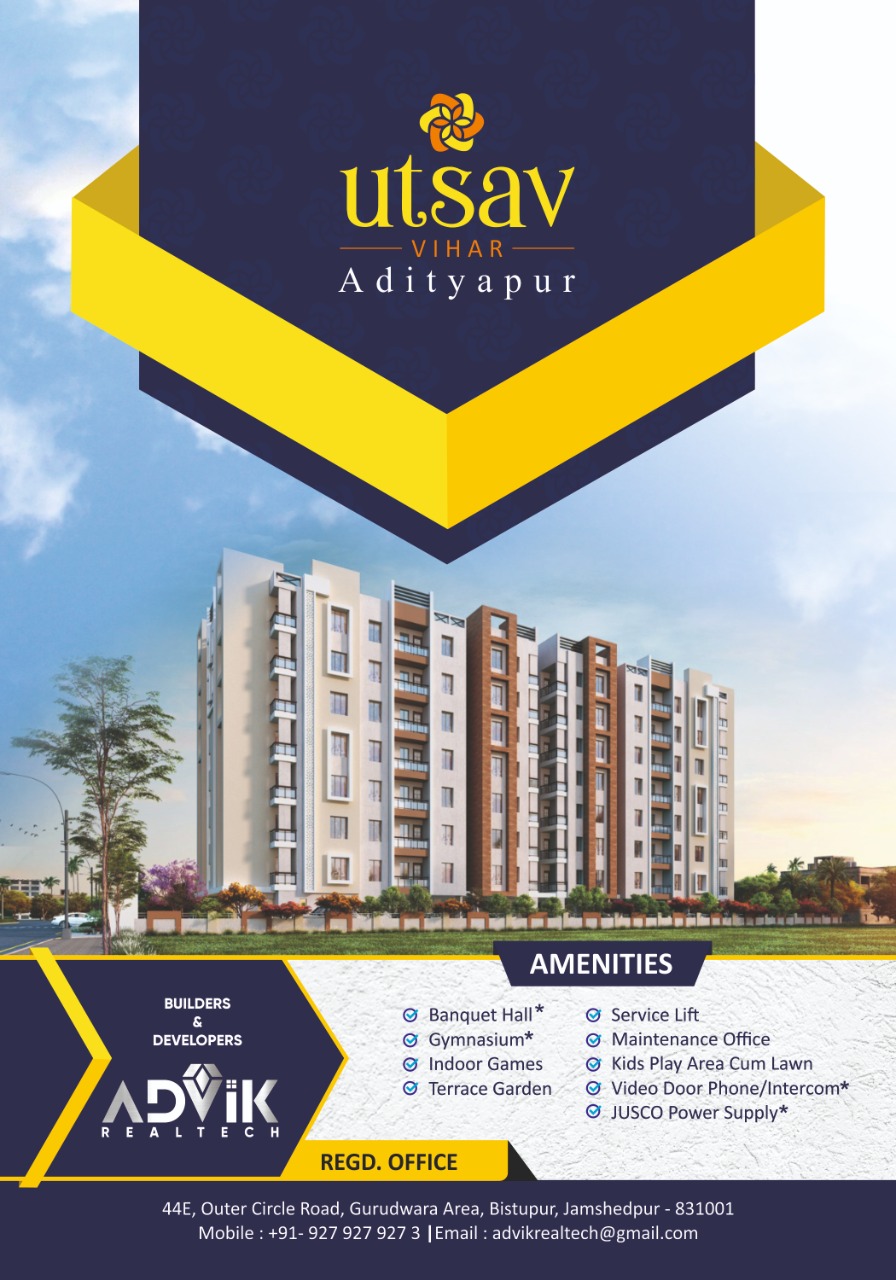 utsav
VIHAR
Adityapur
AMENITIES
BUILDERS
&
DEVELOPERS
ADViK
REALTECH
Banquet Hall*
Gymnasium*
Indoor Games
Terrace Garden
Service Lift
Maintenance Office
Kids Play Area Cum Lawn
Video Door Phone/Intercom*
JUSCO Power Supply*
REGD. OFFICE
44E, Outer Circle Road, Gurudwara Area, Bistupur, Jamshedpur - 831001
Mobile : +91- 927 927 927 3 |Email : advikrealtech@gmail.com